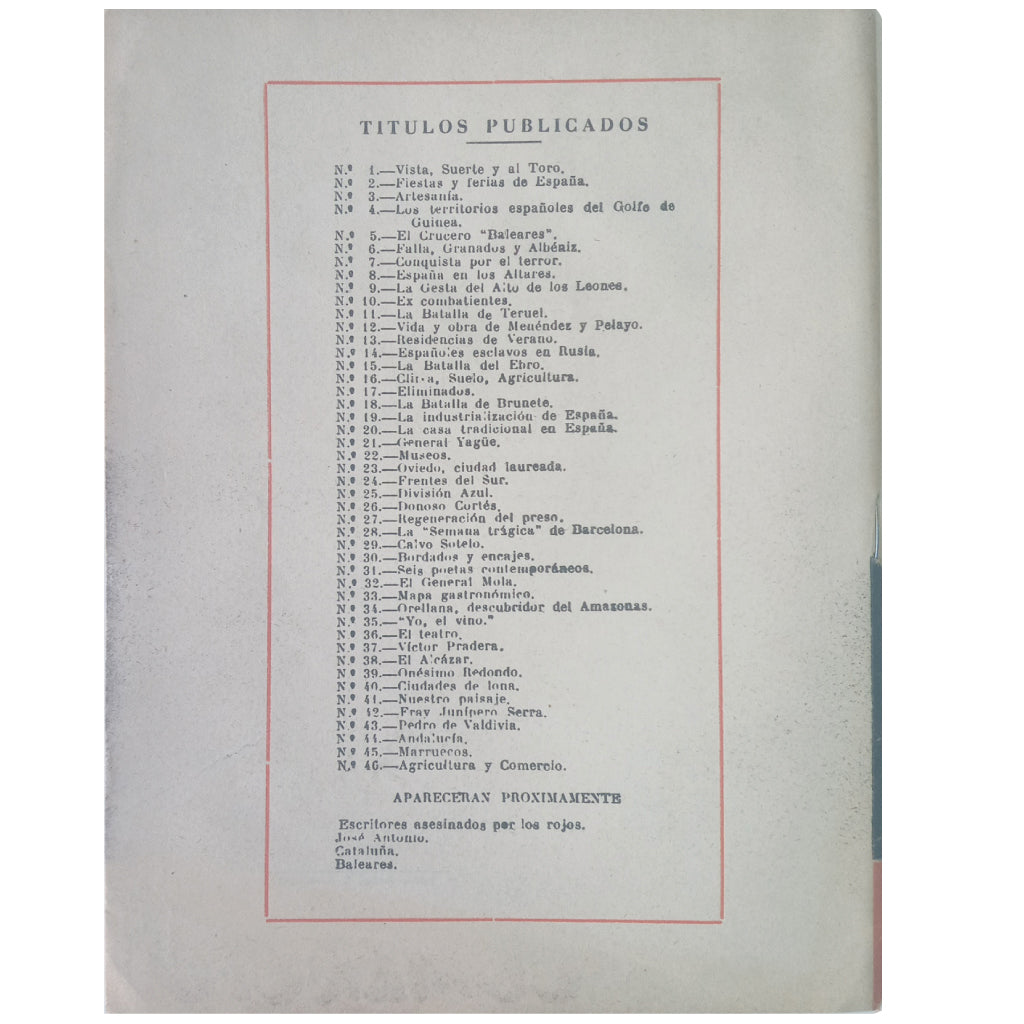 TITULOS PUBLICADOS
N.º 1.—Vista, Suerte y al Toro.
N.º 2.—Fiestas y ferias de España.
N.º 3.—Artesanía.
N.º 4.—Los territorios españoles del Golfo de
Guinea.
N.º 5.—El Crucero "Baleares".
N.º 6.—Falla, Granados y Albéniz.
N.º 7.—Conquista por el terror.
N.º 8.—España en los Altares.
N.º 9.—La Gesta del Alto de los Leones.
N.º 10.—Ex combatientes.
N.º 11.—La Batalla de Teruel.
N.º 12.—Vida y obra de Menéndez y Pelayo.
N.º 13.—Residencias de Verano.
N.º 14.—Españoles esclavos en Rusia.
N.º 15.—La Batalla del Ebro.
N.º 16.—Clima, Suelo, Agricultura.
N.º 17.—Eliminados.
N.º 18.—La Batalla de Brunete.
N.º 19.—La industrialización de España.
N.º 20.—La casa tradicional en España.
N.º 21.—General Yagüe.
N.º 22.—Museos.
N.º 23.—Oviedo, ciudad laureada.
N.º 24.—Frentes del Sur.
N.º 25.—División Azul.
N.º 26.—Donoso Cortés.
N.º 27.—Regeneración del preso.
N.º 28.—La "Semana trágica" de Barcelona.
N.º 29.—Calvo Sotelo.
N.º 30.—Bordados y encajes.
N.º 31.—Seis poetas contemporáneos.
N.º 32.—El General Mola.
N.º 33.—Mapa gastronómico.
N.º 34.—Orellana, descubridor del Amazonas.
N.º 35.—"Yo, el vino."
N.º 36.—El teatro.
N.º 37.—Víctor Pradera.
N.º 38.—El Alcázar.
N.º 39.—Onésimo Redondo.
N.º 40.—Ciudades de lona.
N.º 41.—Nuestro paisaje.
N.º 42.—Fray Junípero Serra.
N.º 43.—Pedro de Valdivia.
N.º 44.—Andalucía.
N.º 45.—Marruecos.
N.º 46.—Agricultura y Comercio.
APARECERAN PROXIMAMENTE
Escritores asesinados por los rojos.
José Antonio.
Cataluña.
Baleares.